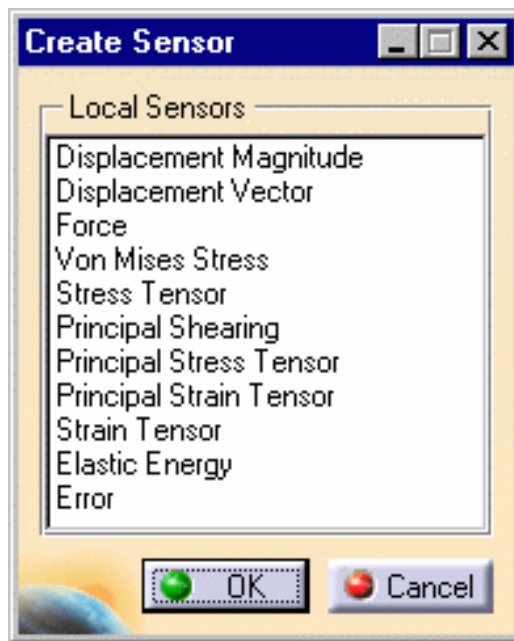 Create Sensor
Local Sensors
Displacement Magnitude
Displacement Vector
Force
Von Mises Stress
Stress Tensor
Principal Shearing
Principal Stress Tensor
Principal Strain Tensor
Strain Tensor
Elastic Energy
Error
OK Cancel